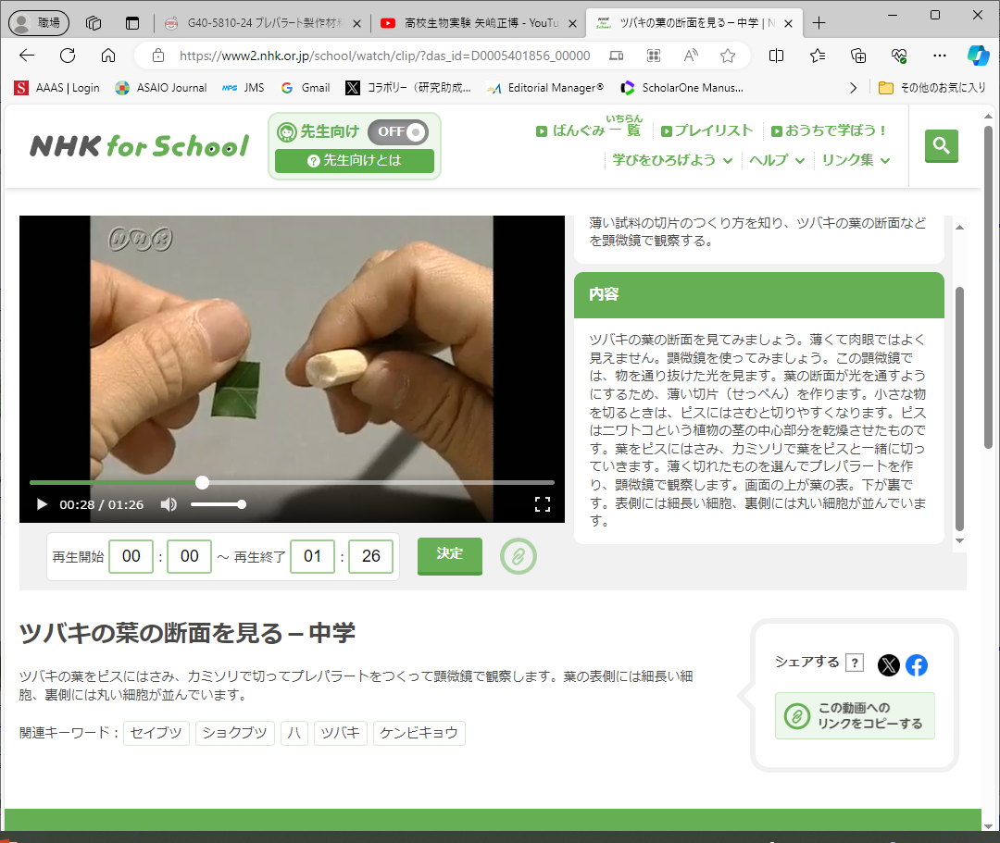 職場
G40-5810-24 プレパラート製作材料
高校生物実験 矢嶋正博 - YouTu
ツバキの葉の断面を見る－中学 | N
https://www2.nhk.or.jp/school/watch/clip/?das_id=D0005401856_00000
AAAS | Login
ASAIO Journal
JMS
Gmail
コラボリー（研究助成...
Editorial Manager®
ScholarOne Manus...
その他のお気に入り
NHK for School
先生向け
OFF
先生向けとは
ばんぐみ一覧
いちらん
プレイリスト
おうちで学ぼう！
学びをひろげよう
ヘルプ
リンク集
NHK
薄い試料の切片のつくり方を知り、ツバキの葉の断面など
を顕微鏡で観察する。
内容
ツバキの葉の断面を見てみましょう。薄くて肉眼ではよく
見えません。顕微鏡を使ってみましょう。この顕微鏡で
は、物を通り抜けた光を見ます。葉の断面が光を通すよう
にするため、薄い切片（せっぺん）を作ります。小さな物
を切るときは、ピスにはさむと切りやすくなります。ピス
はニワトコという植物の茎の中心部分を乾燥させたもので
す。葉をピスにはさみ、カミソリで葉をピスと一緒に切っ
ていきます。薄く切れたものを選んでプレパラートを作
り、顕微鏡で観察します。画面の上が葉の表。下が裏で
す。表側には細長い細胞、裏側には丸い細胞が並んでいま
す。
00:28 / 01:26
再生開始 00 : 00 ～ 再生終了 01 : 26
決定
ツバキの葉の断面を見る－中学
ツバキの葉をピスにはさみ、カミソリで切ってプレパラートをつくって顕微鏡で観察します。葉の表側には細長い細
胞、裏側には丸い細胞が並んでいます。
関連キーワード： セイブツ ショクブツ ハ ツバキ ケンビキョウ
シェアする ?
この動画への
リンクをコピーする